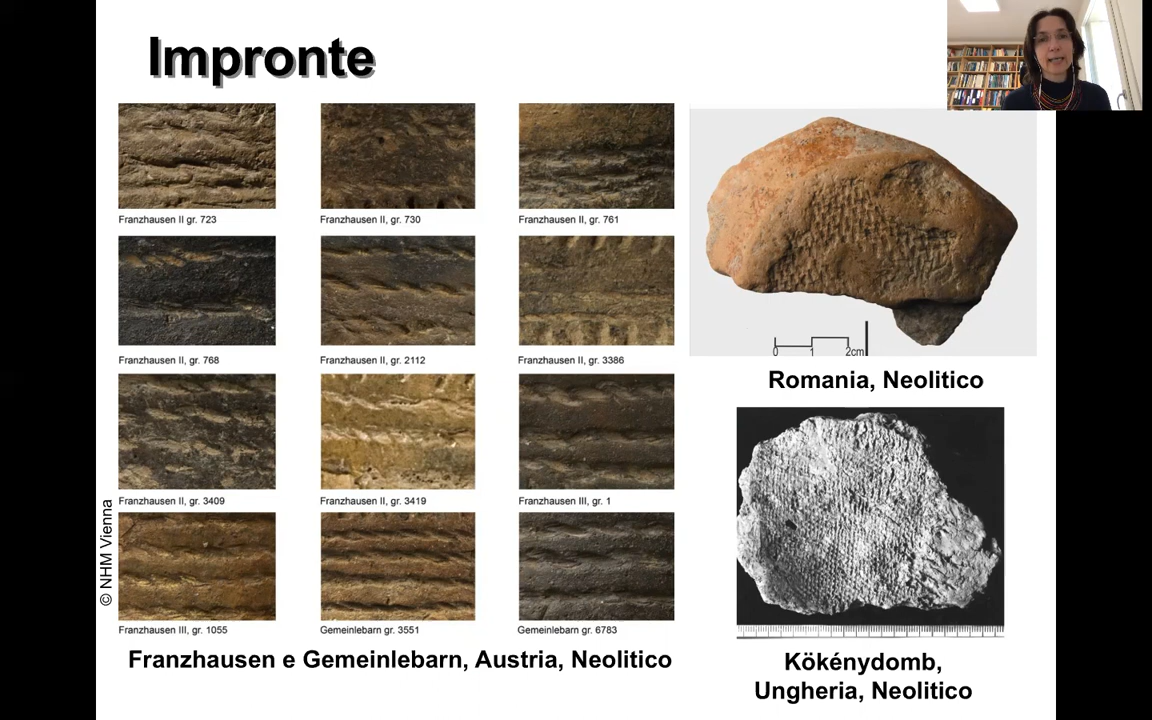 Impronte
Franzhausen II gr. 723
Franzhausen II, gr. 730
Franzhausen II, gr. 761
Franzhausen II, gr. 768
Franzhausen II, gr. 2112
Franzhausen II, gr. 3386
Franzhausen II, gr. 3409
Franzhausen II, gr. 3419
Franzhausen III, gr. 1
Franzhausen III, gr. 1055
Gemeinlebarn gr. 3551
Gemeinlebarn gr. 6783
© NHM Vienna
Franzhausen e Gemeinlebarn, Austria, Neolitico
0 1 2cm
Romania, Neolitico
Kökénydomb,
Ungheria, Neolitico